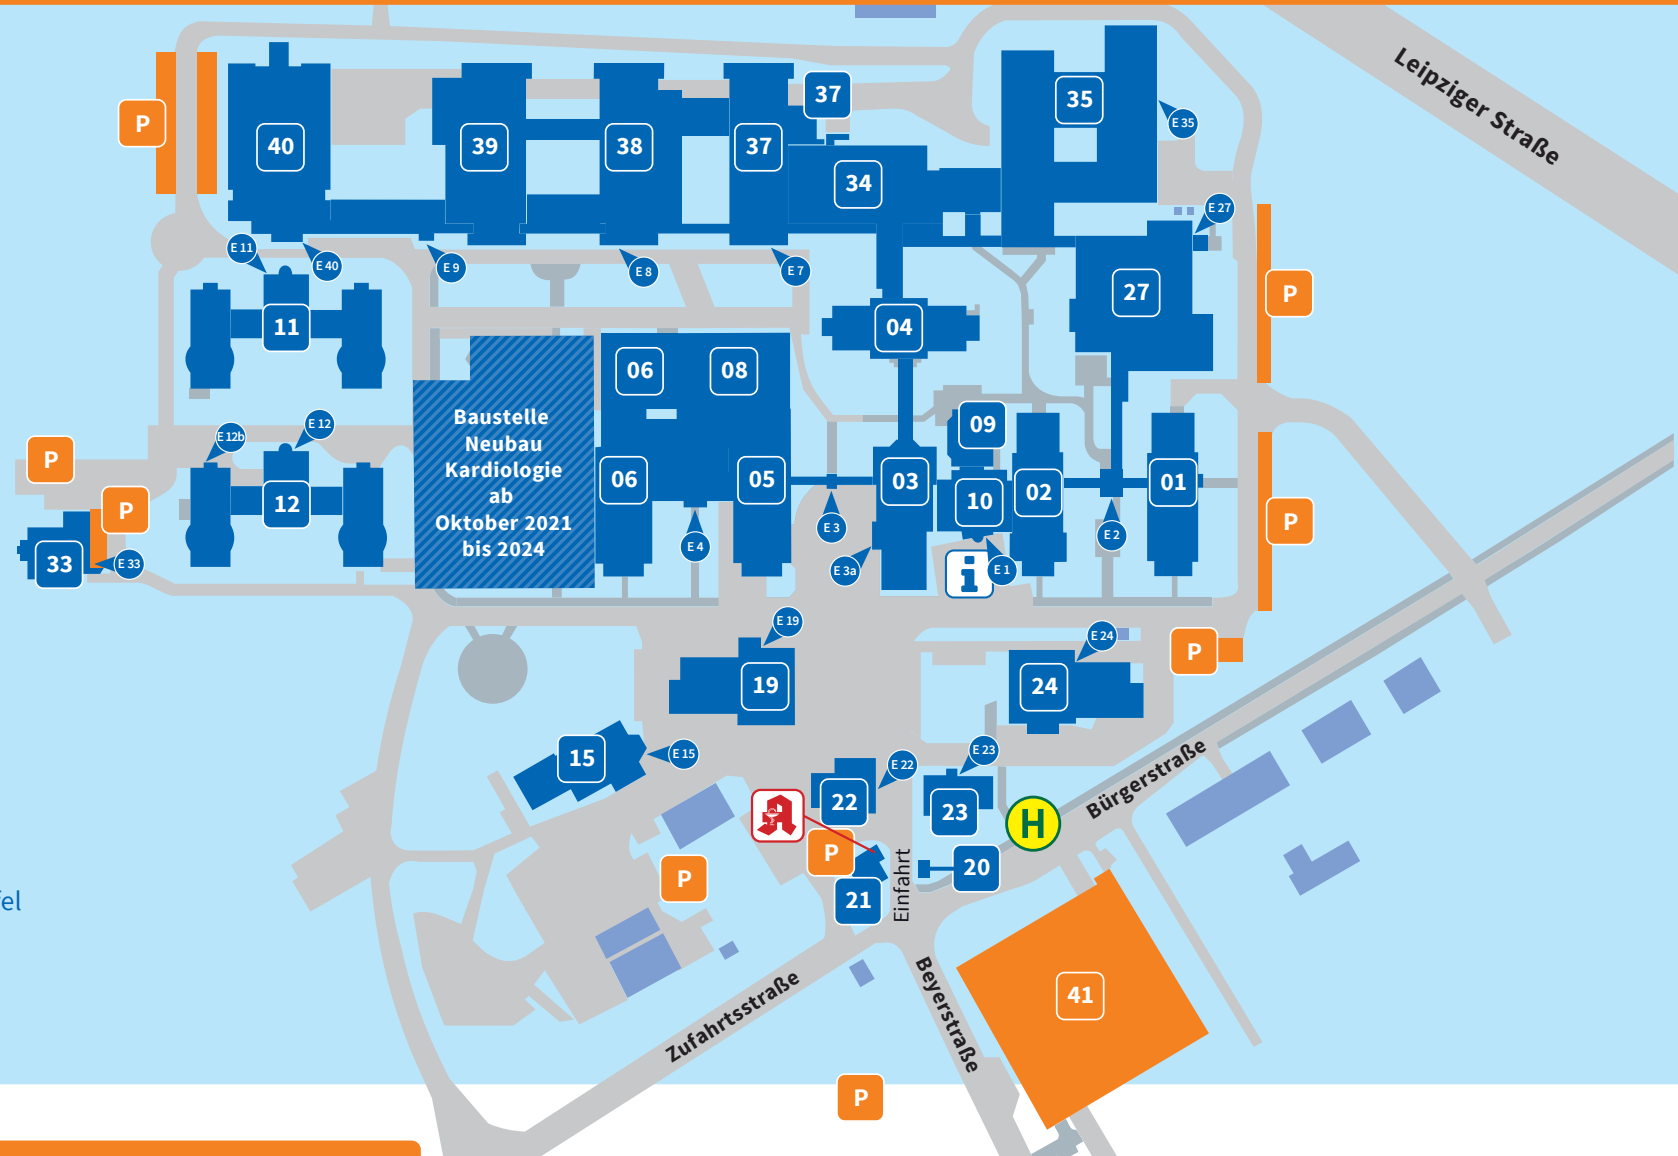 Leipziger Straße
37
P
40
39
38
37
34
35
E 35
E 27
E 11
E 40
E 9
E 8
E 7
27
P
11
04
06
08
Baustelle
Neubau
Kardiologie
ab
Oktober 2021
bis 2024
E 12b
E 12
P
P
12
33
E 33
06
05
03
09
10
02
01
P
E 4
E 3
E 3a
i
E 1
E 2
E 19
E 24
P
19
24
15
E 15
E 22
E 23
22
23
H
Bürgerstraße
P
P
21
Einfahrt
20
fel
Zufahrtsstraße
Beyerstraße
41
P